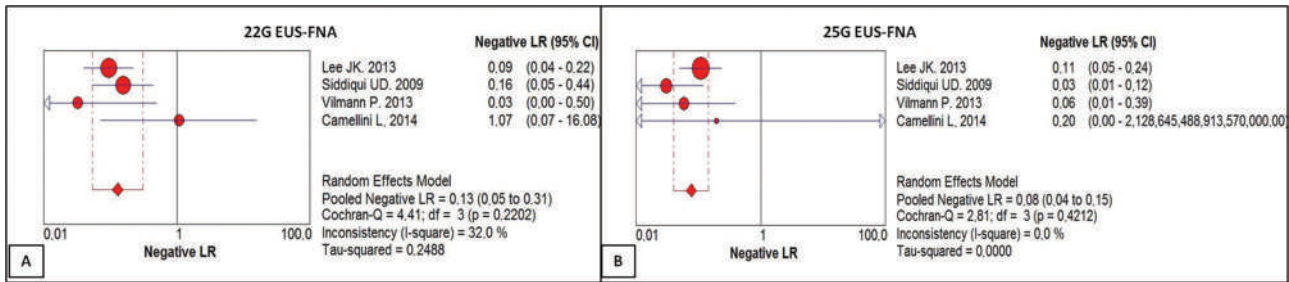 22G EUS-FNA
Negative LR (95% CI)
Lee JK. 2013 0.09 (0.04 - 0.22)
Siddiqui UD. 2009 0.16 (0.05 - 0.44)
Vilmann P. 2013 0.03 (0.00 - 0.50)
Camellini L. 2014 1.07 (0.07 - 16.08)
Random Effects Model
Pooled Negative LR = 0.13 (0,05 to 0.31)
Cochran-Q = 4,41; df = 3 (p = 0,2202)
Inconsistency (I-square) = 32.0 %
Tau-squared = 0,2488
0.01 1 100.0
Negative LR
A
25G EUS-FNA
Negative LR (95% CI)
Lee JK. 2013 0,11 (0.05 - 0.24)
Siddiqui UD. 2009 0.03 (0.01 - 0.12)
Vilmann P. 2013 0.06 (0.01 - 0.39)
Camellini L, 2014 0,20 (0.00 - 2,128,645,488,913,570,000.00)
Random Effects Model
Pooled Negative LR = 0,08 (0.04 to 0,15)
Cochran-Q = 2,81; df = 3 (p = 0,4212)
Inconsistency (I-square) = 0.0 %
Tau-squared = 0,0000
0.01 1 100.0
Negative LR
B